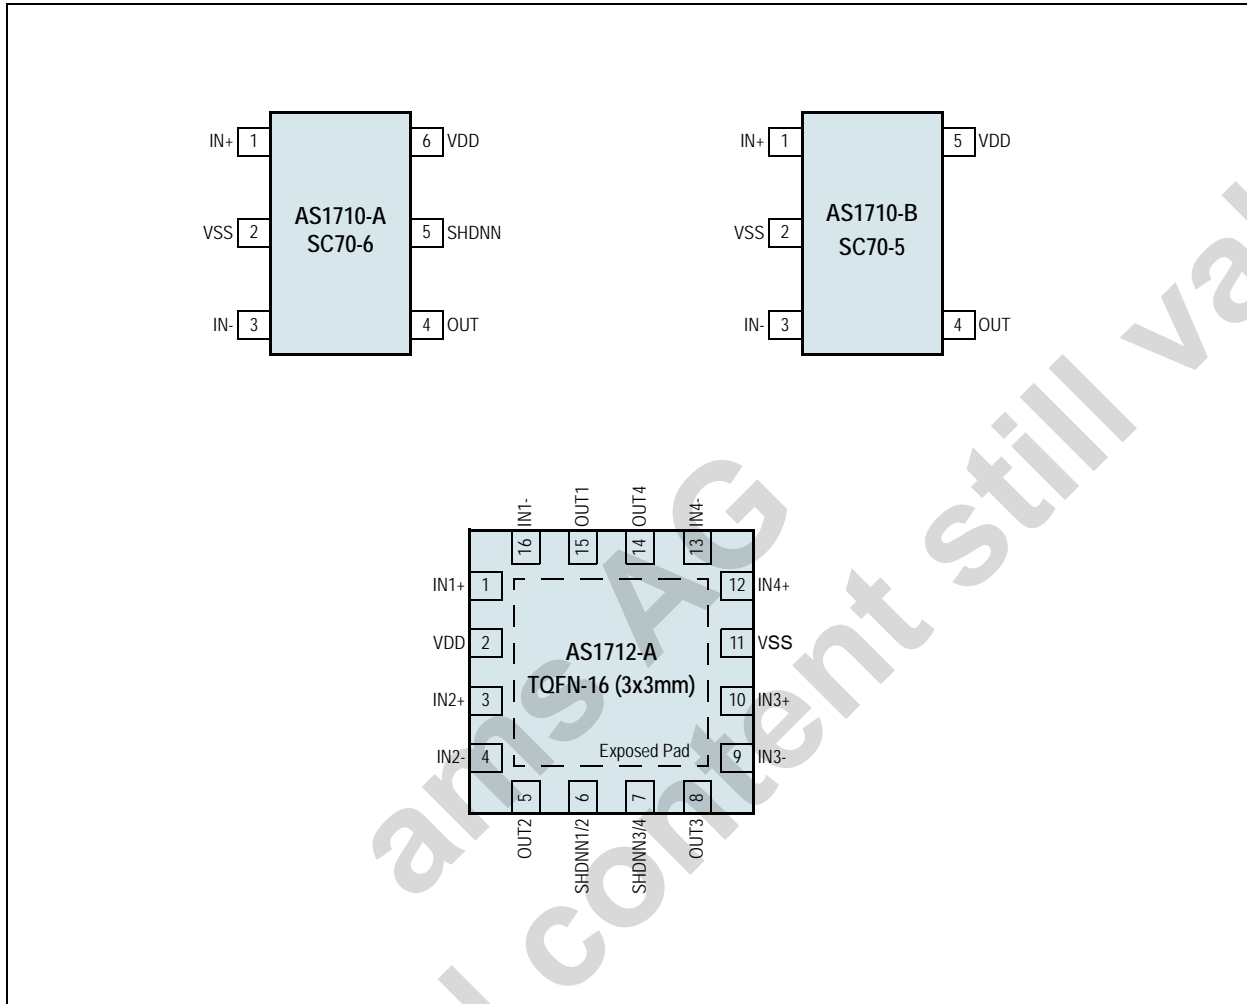 IN+ 1 6 VDD
AS1710-A
VSS 2 5 SHDNN
SC70-6
IN- 3 4 OUT
IN+ 1 5 VDD
AS1710-B
VSS 2
SC70-5
IN- 3 4 OUT
IN1- OUT1 OUT4 IN4-
16 15 14 13
IN1+ 1 12 IN4+
VDD 2 11 VSS
AS1712-A
TQFN-16 (3x3mm)
IN2+ 3 10 IN3+
Exposed Pad
IN2- 4 9 IN3-
5 6 7 8
OUT2 SHDNN1/2 SHDNN3/4 OUT3
ams AG
content still